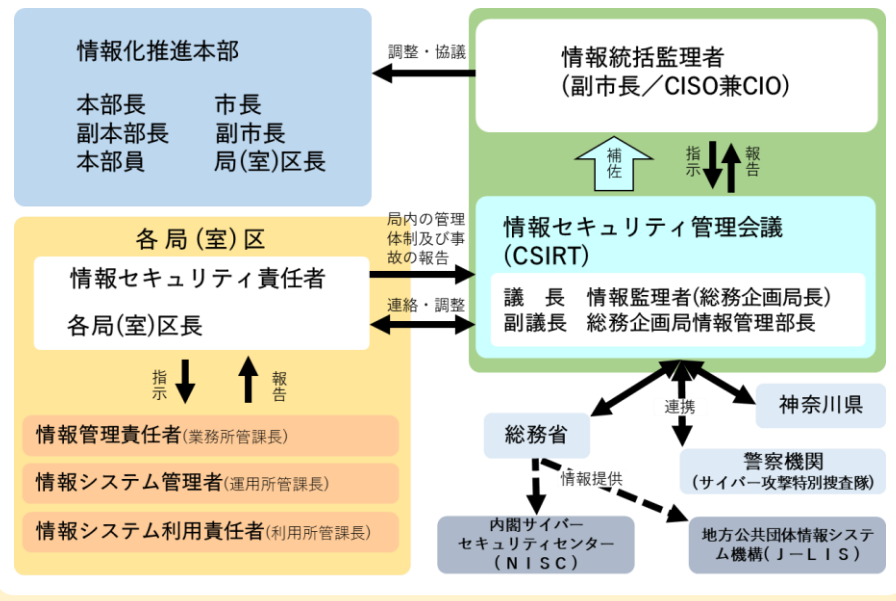 情報化推進本部
本部長 市長
副本部長 副市長
本部員 局(室)区長
調整・協議
情報統括監理者
(副市長／CISO兼CIO)
補佐
指示
報告
各局(室)区
情報セキュリティ責任者
各局(室)区長
局内の管理
体制及び事
故の報告
連絡・調整
情報セキュリティ管理会議
(CSIRT)
議　長 情報監理者(総務企画局長)
副議長 総務企画局情報管理部長
指示
報告
情報管理責任者(業務所管課長)
情報システム管理者(運用所管課長)
情報システム利用責任者(利用所管課長)
連携
総務省
神奈川県
警察機関
(サイバー攻撃特別捜査隊)
情報提供
内閣サイバー
セキュリティセンター
(ＮＩＳＣ)
地方公共団体情報システ
ム機構(Ｊ－ＬＩＳ)